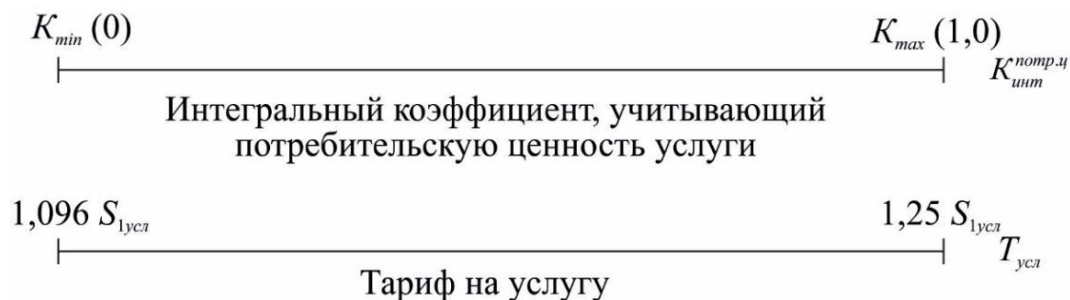 K_min (0) K_max (1,0)
K_инт^потр.ц
Интегральный коэффициент, учитывающий
потребительскую ценность услуги
1,096 S_1усл 1,25 S_1усл
T_усл
Тариф на услугу